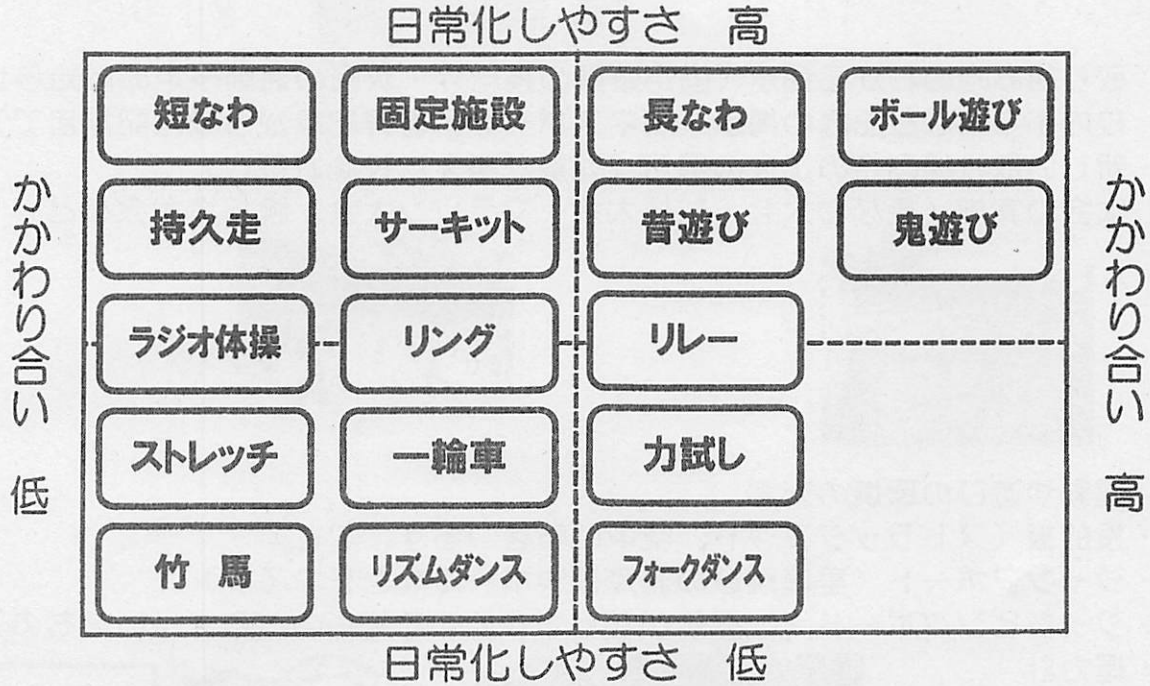 日常化しやすさ 高
短なわ 固定施設 長なわ ボール遊び
持久走 サーキット 昔遊び 鬼遊び
かかわり合い 低
かかわり合い 高
ラジオ体操 リング リレー
ストレッチ 一輪車 力試し
竹馬 リズムダンス フォークダンス
日常化しやすさ 低